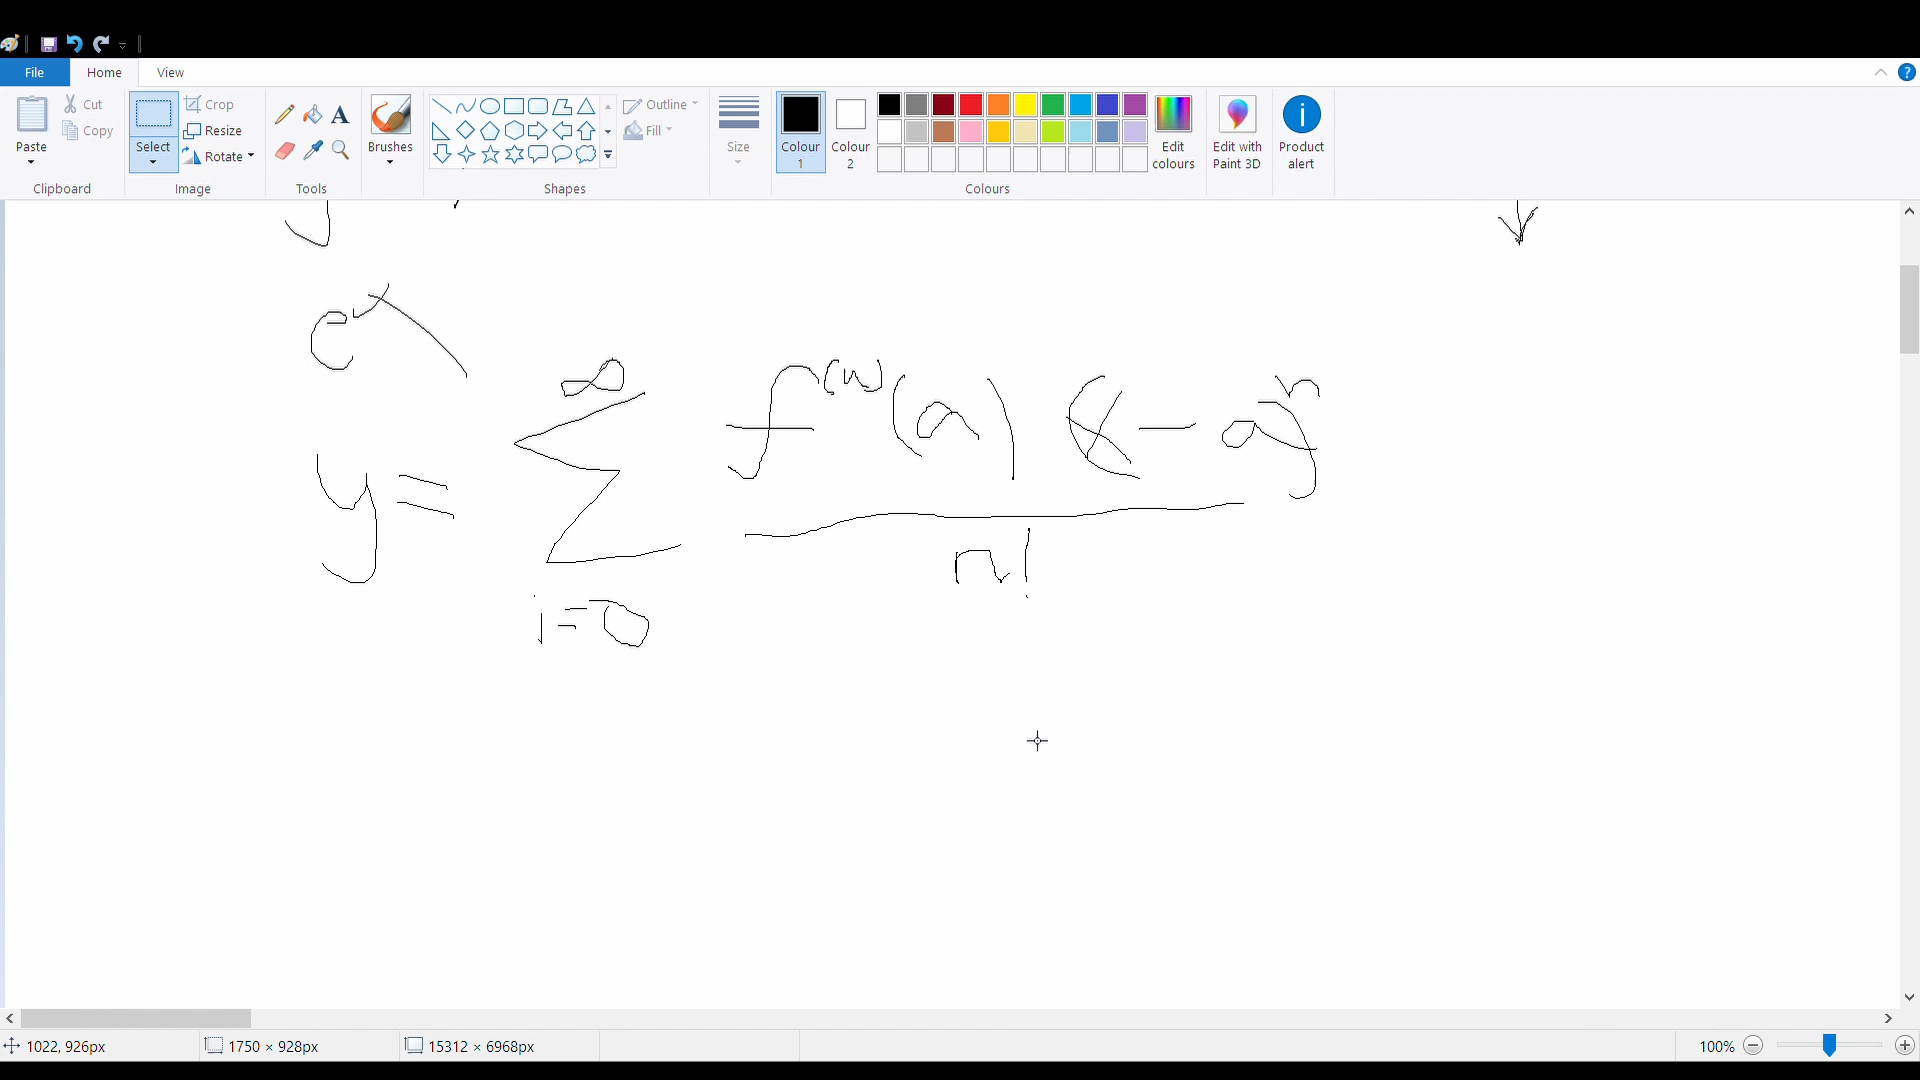 File Home View
Paste Cut Copy Select Crop Resize Rotate Brushes Outline Fill Size Colour 1 Colour 2 Edit colours Edit with Paint 3D Product alert
Clipboard Image Tools Shapes Colours
e^x
y = ∞ Σ i=0 f^(n)(a) (x-a)^n
n!
1022, 926px 1750 × 928px 15312 × 6968px 100%